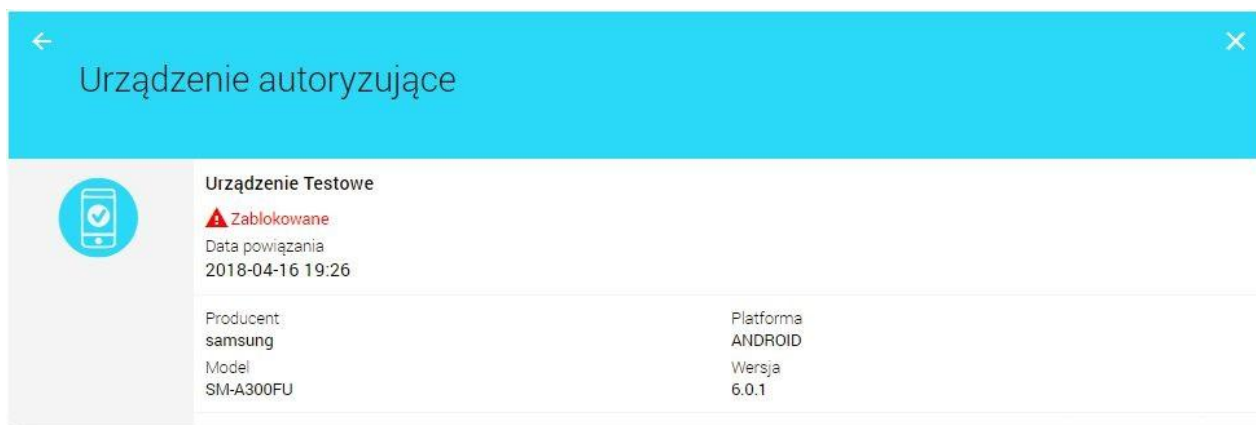 Urządzenie autoryzujące
Urządzenie Testowe
Zablokowane
Data powiązania
2018-04-16 19:26
Producent
samsung
Model
SM-A300FU
Platforma
ANDROID
Wersja
6.0.1